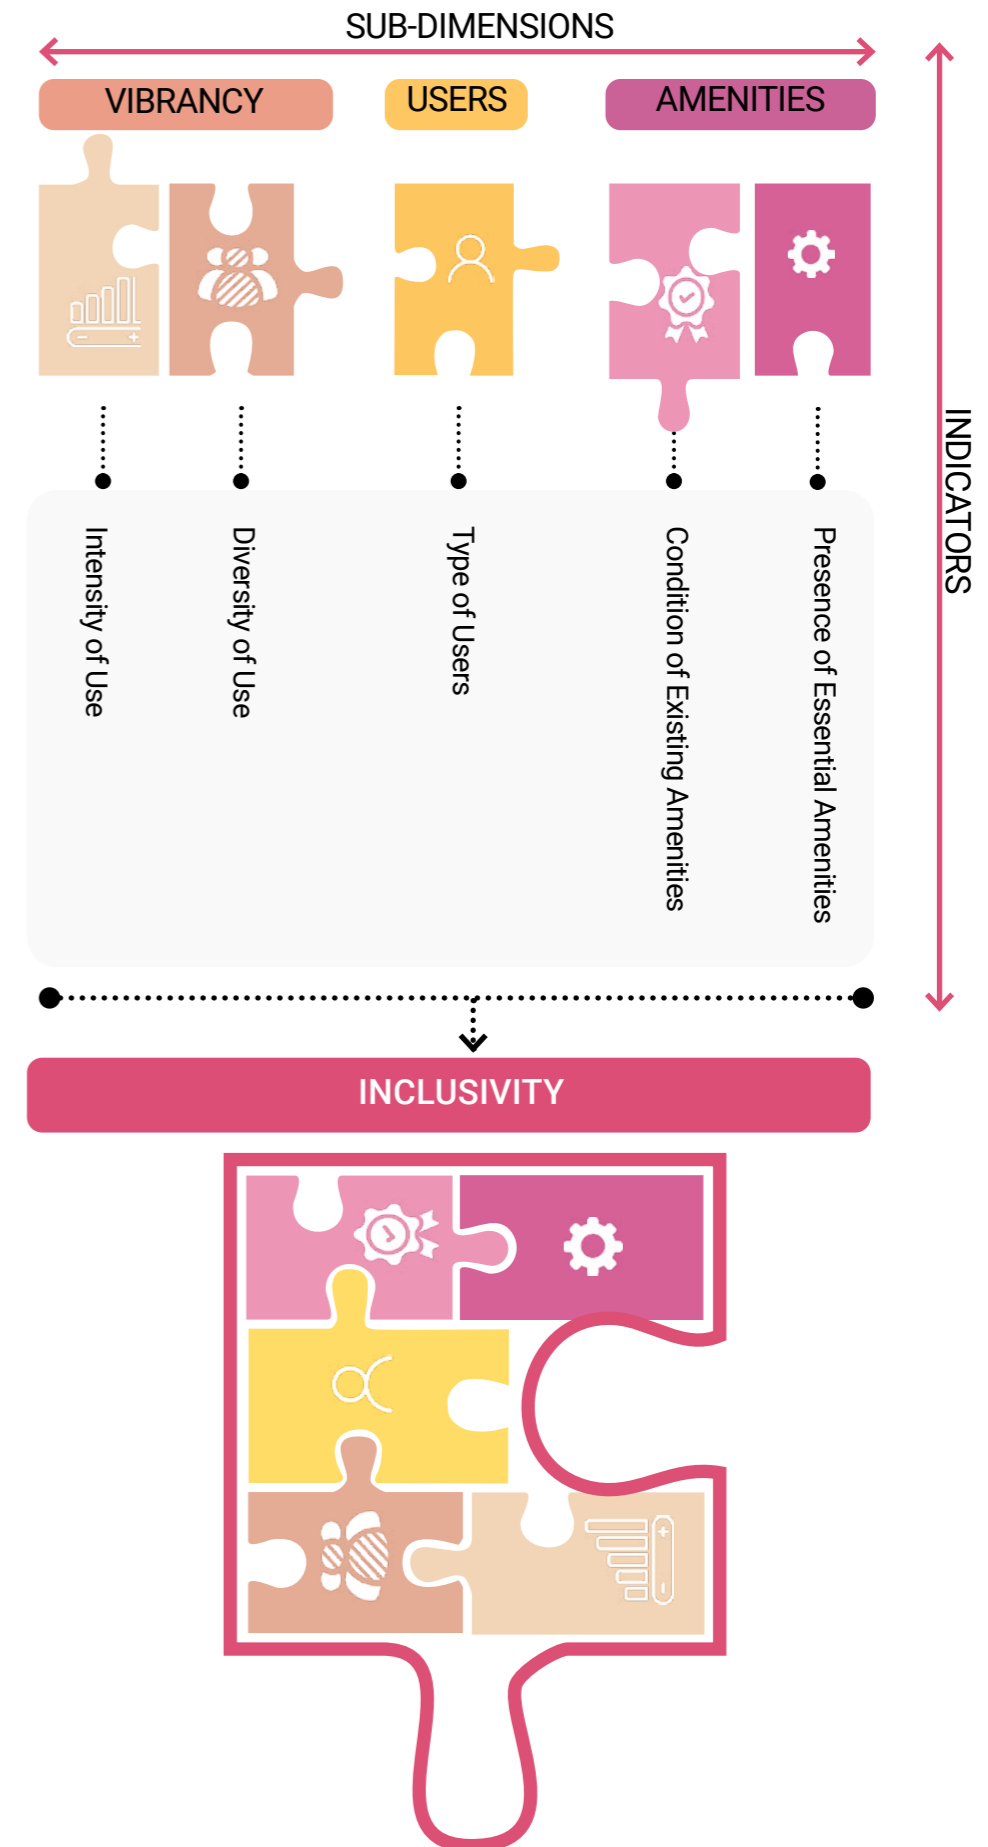 SUB-DIMENSIONS
VIBRANCY
USERS
AMENITIES
INDICATORS
Intensity of Use
Diversity of Use
Type of Users
Condition of Existing Amenities
Presence of Essential Amenities
INCLUSIVITY